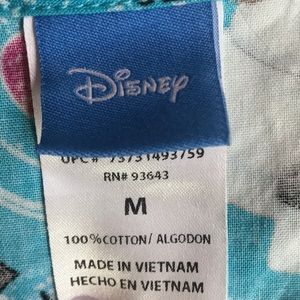 Disney
UPC# 73731493759
RN# 93643
M
100%COTTON/ ALGODON
MADE IN VIETNAM
HECHO EN VIETNAM